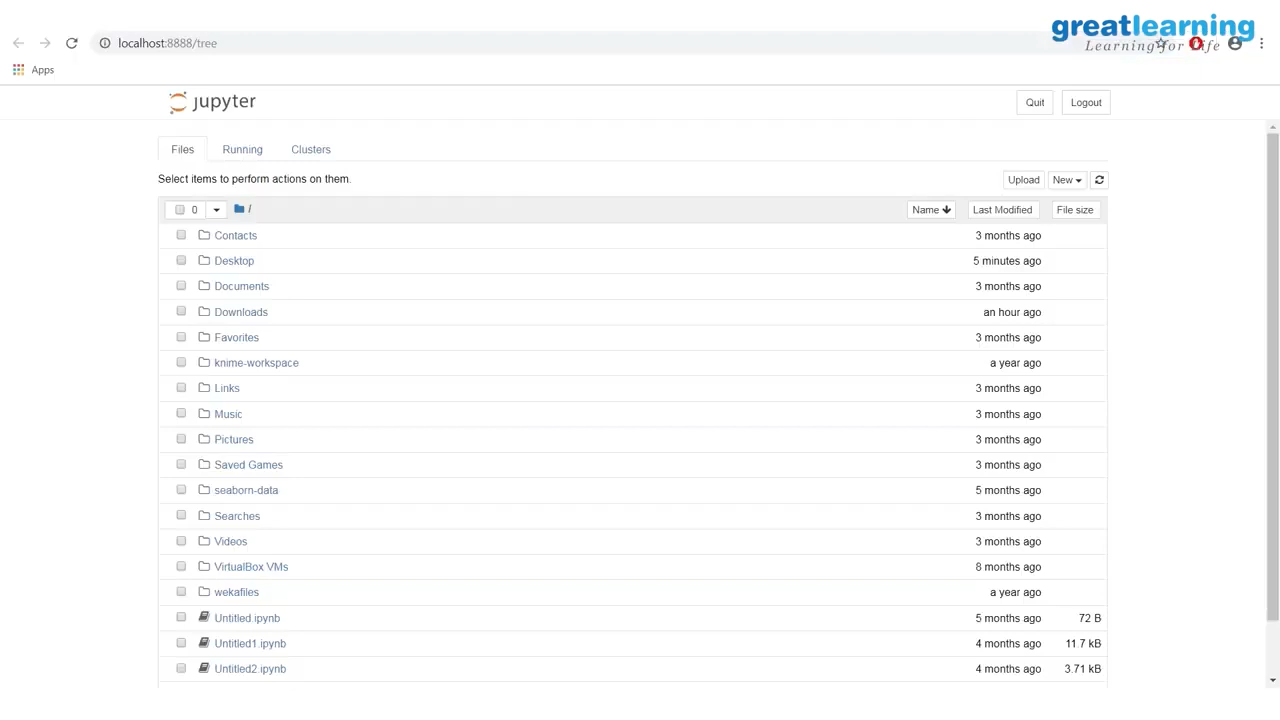 greatlearning
Learning for Life
localhost:8888/tree
Apps
jupyter
Quit
Logout
Files
Running
Clusters
Select items to perform actions on them.
Upload
New
0
/
Name
Last Modified
File size
Contacts
3 months ago
Desktop
5 minutes ago
Documents
3 months ago
Downloads
an hour ago
Favorites
3 months ago
knime-workspace
a year ago
Links
3 months ago
Music
3 months ago
Pictures
3 months ago
Saved Games
3 months ago
seaborn-data
5 months ago
Searches
3 months ago
Videos
3 months ago
VirtualBox VMs
8 months ago
wekafiles
a year ago
Untitled.ipynb
5 months ago
72 B
Untitled1.ipynb
4 months ago
11.7 kB
Untitled2.ipynb
4 months ago
3.71 kB